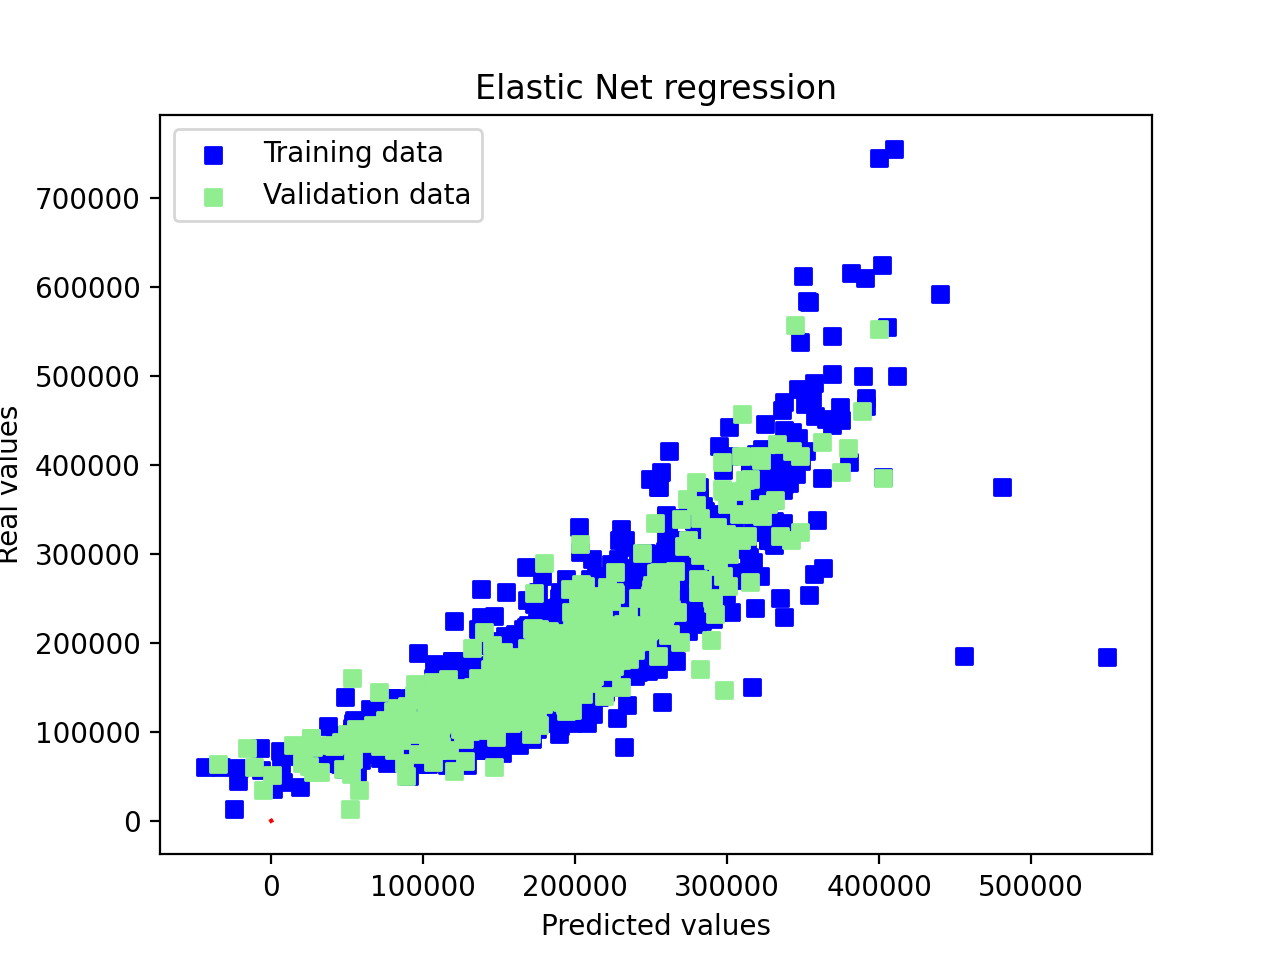 Elastic Net regression
Training data
Validation data
700000
600000
500000
400000
300000
200000
100000
0
Real values
0 100000 200000 300000 400000 500000
Predicted values